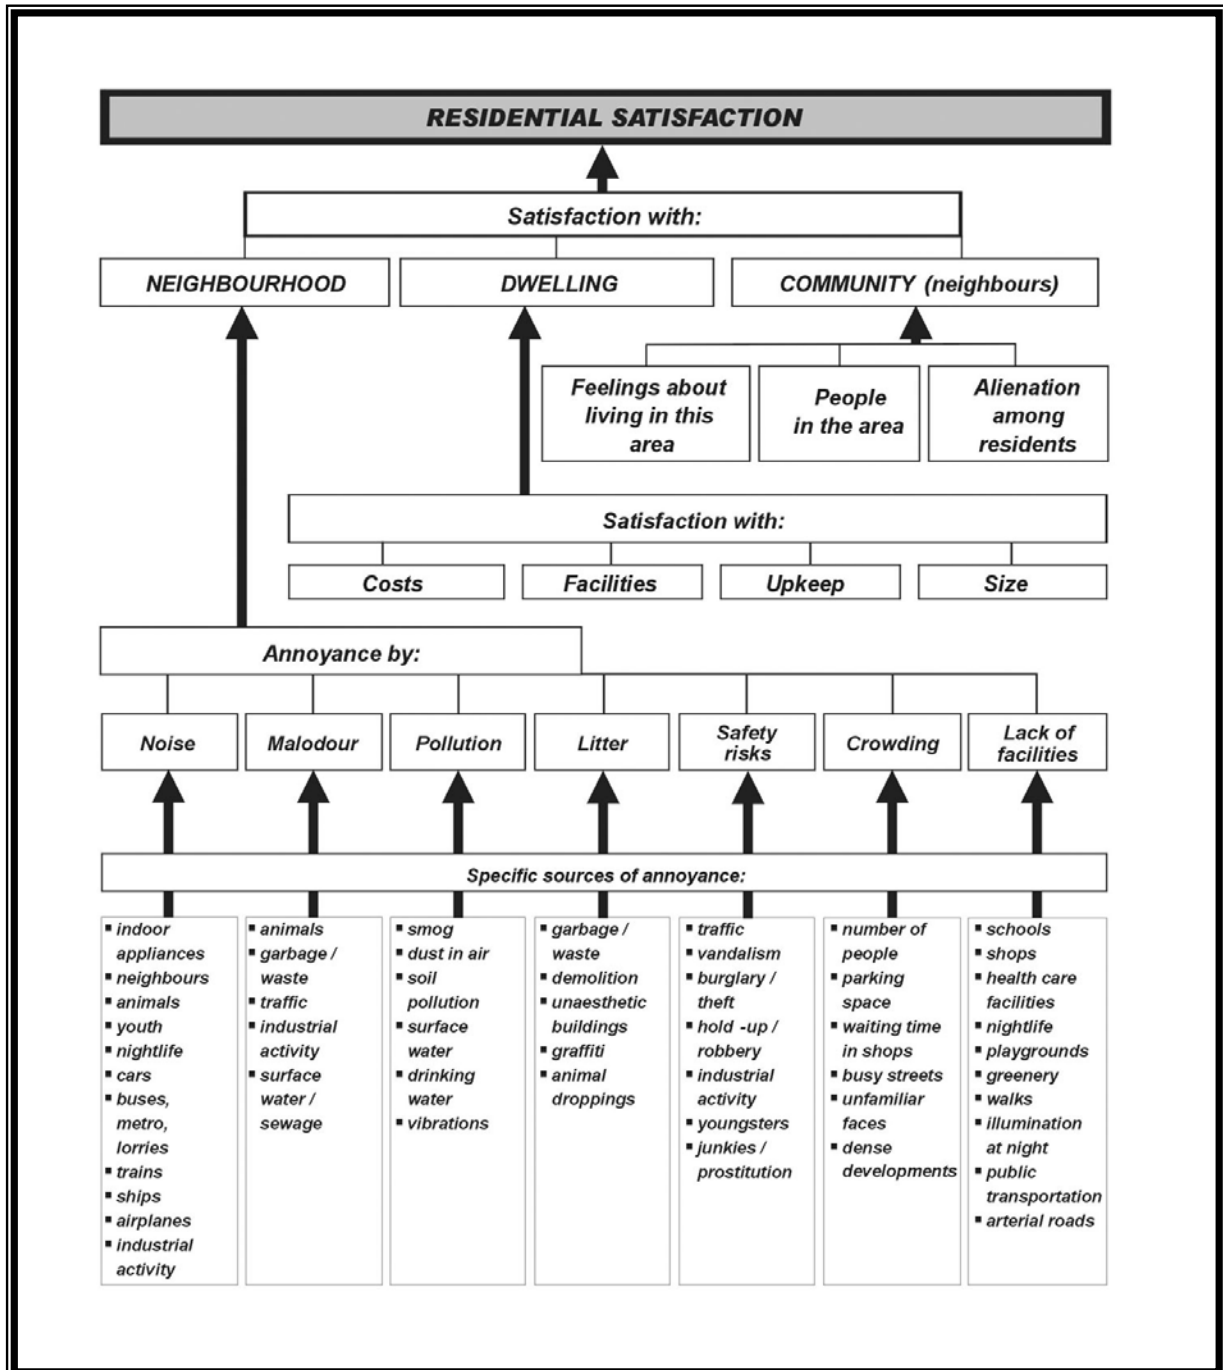 RESIDENTIAL SATISFACTION
Satisfaction with:
NEIGHBOURHOOD
DWELLING
COMMUNITY (neighbours)
Feelings about
living in this
area
People
in the area
Alienation
among
residents
Satisfaction with:
Costs
Facilities
Upkeep
Size
Annoyance by:
Noise
Malodour
Pollution
Litter
Safety
risks
Crowding
Lack of
facilities
Specific sources of annoyance:
▪ indoor
appliances
▪ neighbours
▪ animals
▪ youth
▪ nightlife
▪ cars
▪ buses,
metro,
lorries
▪ trains
▪ ships
▪ airplanes
▪ industrial
activity
▪ animals
▪ garbage /
waste
▪ traffic
▪ industrial
activity
▪ surface
water /
sewage
▪ smog
▪ dust in air
▪ soil
pollution
▪ surface
water
▪ drinking
water
▪ vibrations
▪ garbage /
waste
▪ demolition
▪ unaesthetic
buildings
▪ graffiti
▪ animal
droppings
▪ traffic
▪ vandalism
▪ burglary /
theft
▪ hold -up /
robbery
▪ industrial
activity
▪ youngsters
▪ junkies /
prostitution
▪ number of
people
▪ parking
space
▪ waiting time
in shops
▪ busy streets
▪ unfamiliar
faces
▪ dense
developments
▪ schools
▪ shops
▪ health care
facilities
▪ nightlife
▪ playgrounds
▪ greenery
▪ walks
▪ illumination
at night
▪ public
transportation
▪ arterial roads